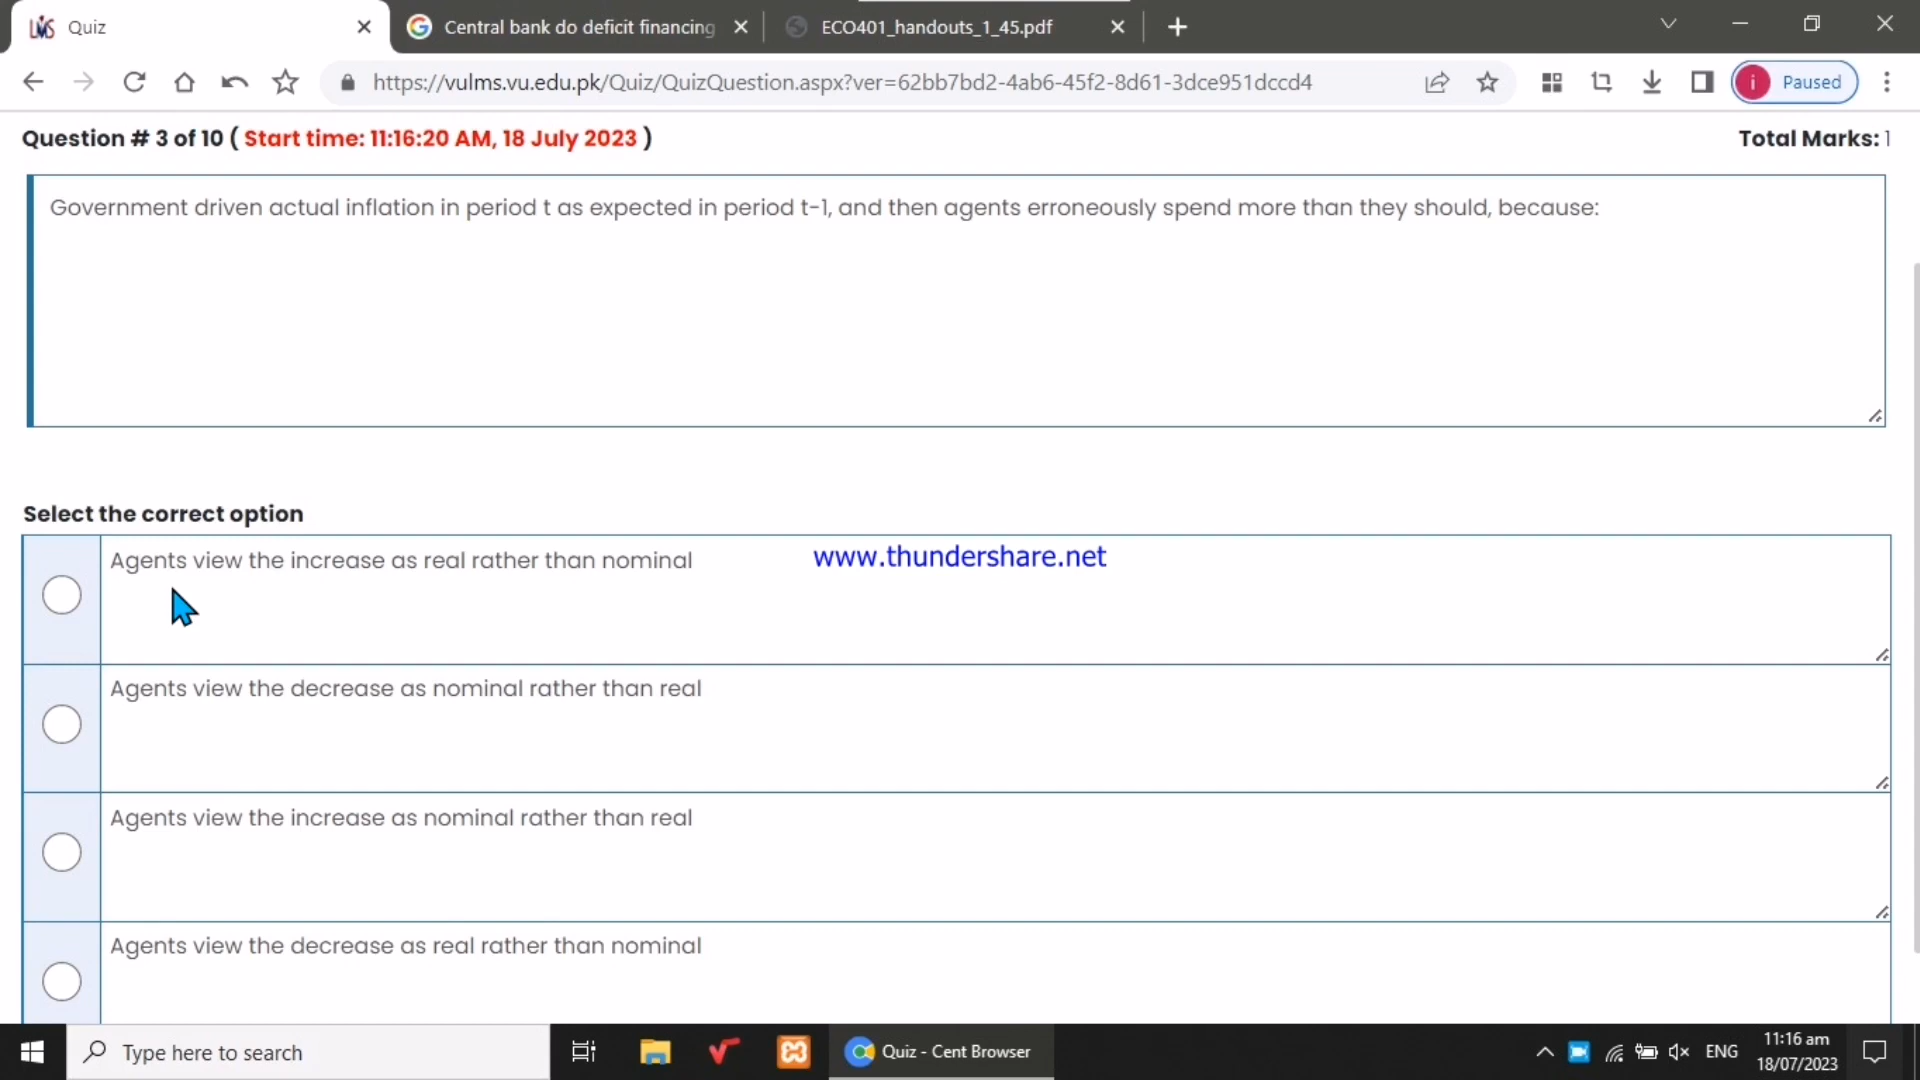 Quiz
Central bank do deficit financing
ECO401_handouts_1_45.pdf
https://vulms.vu.edu.pk/Quiz/QuizQuestion.aspx?ver=62bb7bd2-4ab6-45f2-8d61-3dce951dccd4
i
Paused
Question # 3 of 10 ( Start time: 11:16:20 AM, 18 July 2023 )
Total Marks: 1
Government driven actual inflation in period t as expected in period t-1, and then agents erroneously spend more than they should, because:
Select the correct option
Agents view the increase as real rather than nominal
www.thundershare.net
Agents view the decrease as nominal rather than real
Agents view the increase as nominal rather than real
Agents view the decrease as real rather than nominal
Type here to search
Quiz - Cent Browser
ENG
11:16 am
18/07/2023